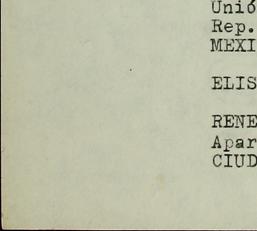 Unió
Rep.
MEXI
ELIS
RENE
Apar
CIUD